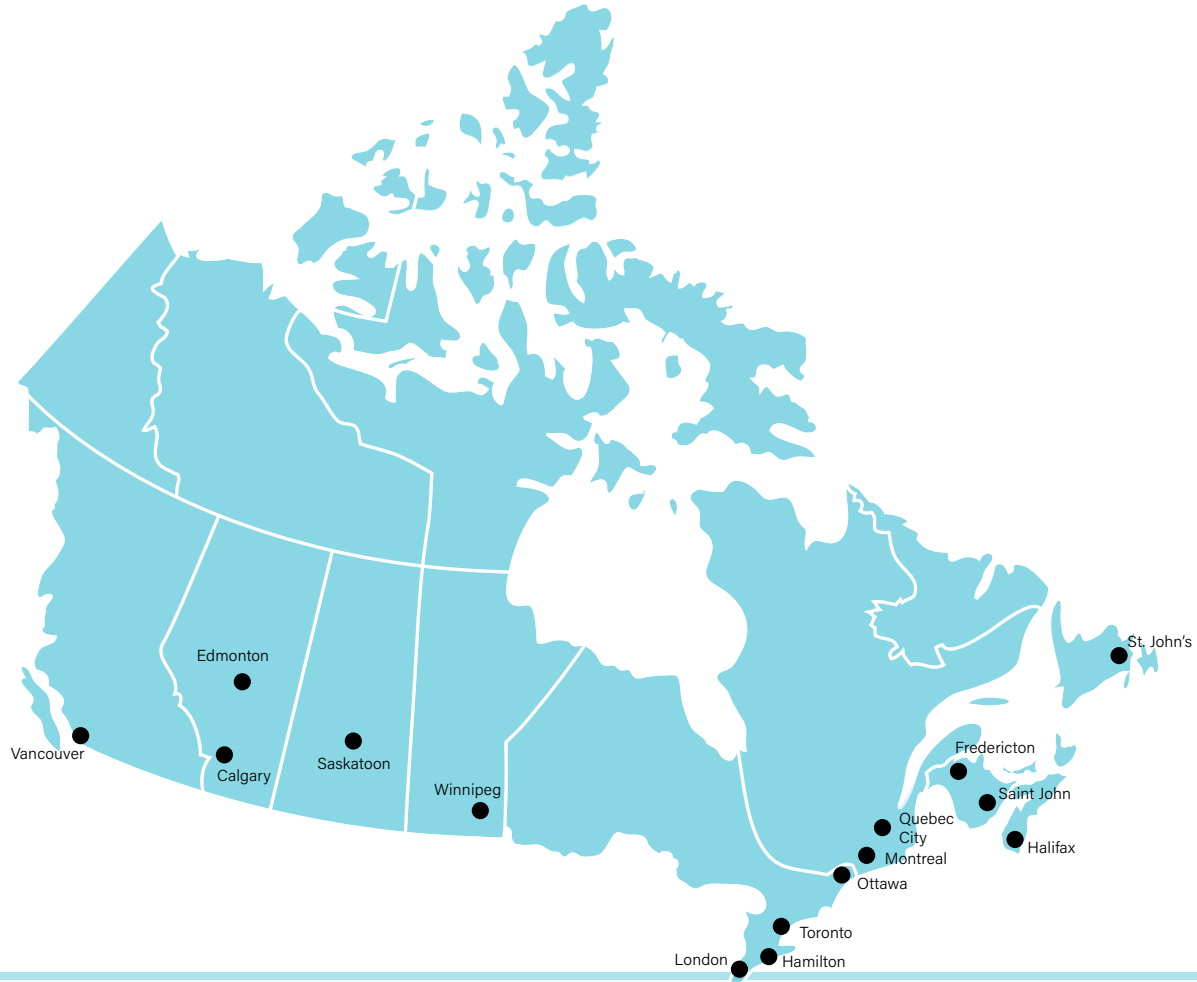 St. John's
Edmonton
Vancouver
Calgary
Saskatoon
Fredericton
Winnipeg
Saint John
Quebec
City
Halifax
Montreal
Ottawa
Toronto
London
Hamilton